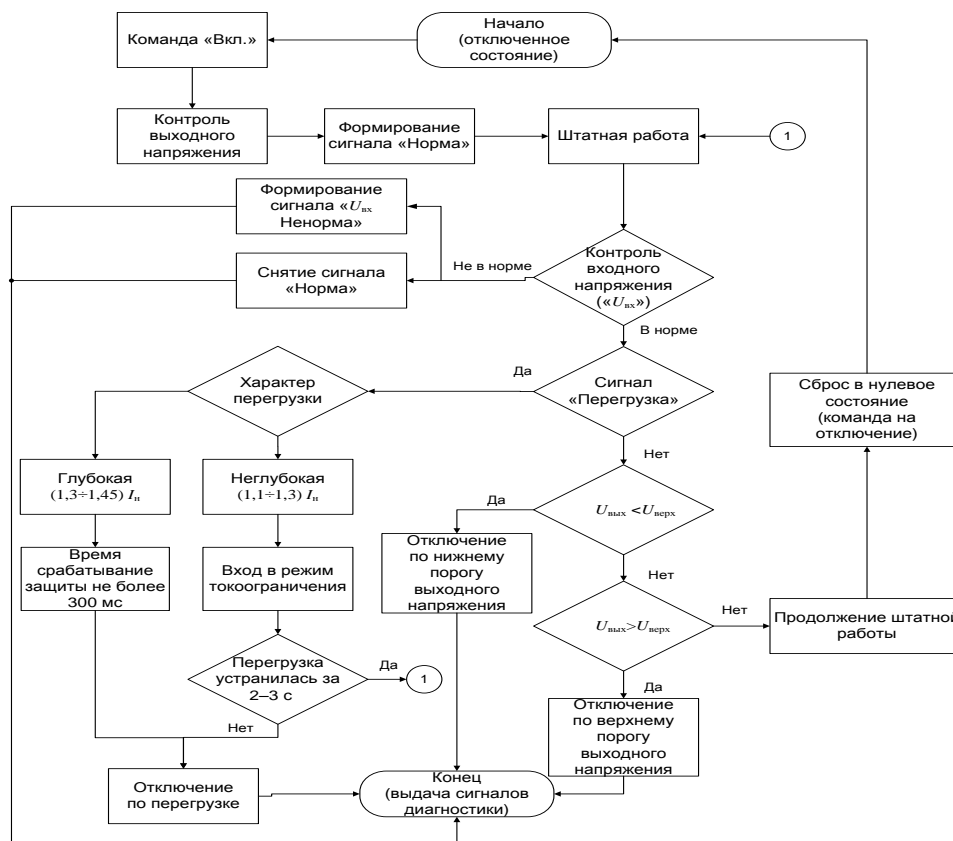 Начало
(отключенное
состояние)
Команда «Вкл.»
Контроль
выходного
напряжения
Формирование
сигнала «Норма»
Штатная работа
1
Формирование
сигнала «Uвх
Ненорма»
Снятие сигнала
«Норма»
Не в норме
Контроль
входного
напряжения
(«Uвх»)
В норме
Характер
перегрузки
Да
Сигнал
«Перегрузка»
Сброс в нулевое
состояние
(команда на
отключение)
Нет
Глубокая
(1,3÷1,45) Iн
Неглубокая
(1,1÷1,3) Iн
Да
Uвых <Uверх
Время
срабатывание
защиты не более
300 мс
Вход в режим
токоограничения
Отключение
по нижнему
порогу
выходного
напряжения
Нет
Uвых>Uверх
Нет
Продолжение штатной
работы
Перегрузка
устранилась за
2–3 с
Да
1
Нет
Да
Отключение
по верхнему
порогу
выходного
напряжения
Отключение
по перегрузке
Конец
(выдача сигналов
диагностики)